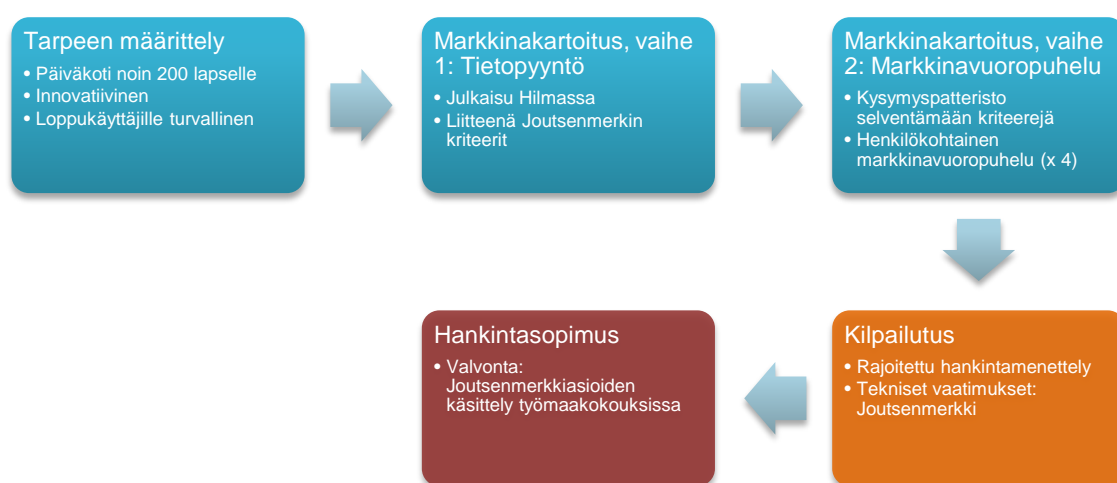 Tarpeen määrittely
• Päiväkoti noin 200 lapselle
• Innovatiivinen
• Loppukäyttäjille turvallinen
Markkinakartoitus, vaihe
1: Tietopyyntö
• Julkaisu Hilmassa
• Liitteenä Joutsenmerkin
kriteerit
Markkinakartoitus, vaihe
2: Markkinavuoropuhelu
• Kysymyspatteristo
selventämään kriteerejä
• Henkilökohtainen
markkinavuoropuhelu (x 4)
Kilpailutus
• Rajoitettu hankintamenettely
• Tekniset vaatimukset:
Joutsenmerkki
Hankintasopimus
• Valvonta:
Joutsenmerkkiasioiden
käsittely työmaakokouksissa